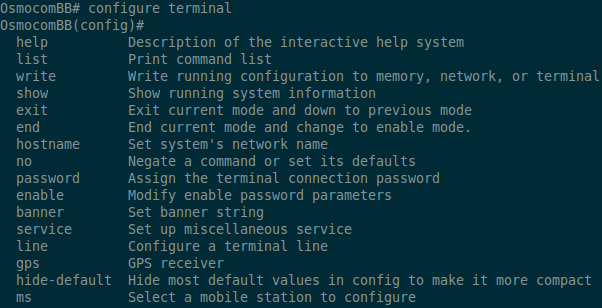 OsmocomBB# configure terminal
OsmocomBB(config)#
help Description of the interactive help system
list Print command list
write Write running configuration to memory, network, or terminal
show Show running system information
exit Exit current mode and down to previous mode
end End current mode and change to enable mode.
hostname Set system's network name
no Negate a command or set its defaults
password Assign the terminal connection password
enable Modify enable password parameters
banner Set banner string
service Set up miscellaneous service
line Configure a terminal line
gps GPS receiver
hide-default Hide most default values in config to make it more compact
ms Select a mobile station to configure